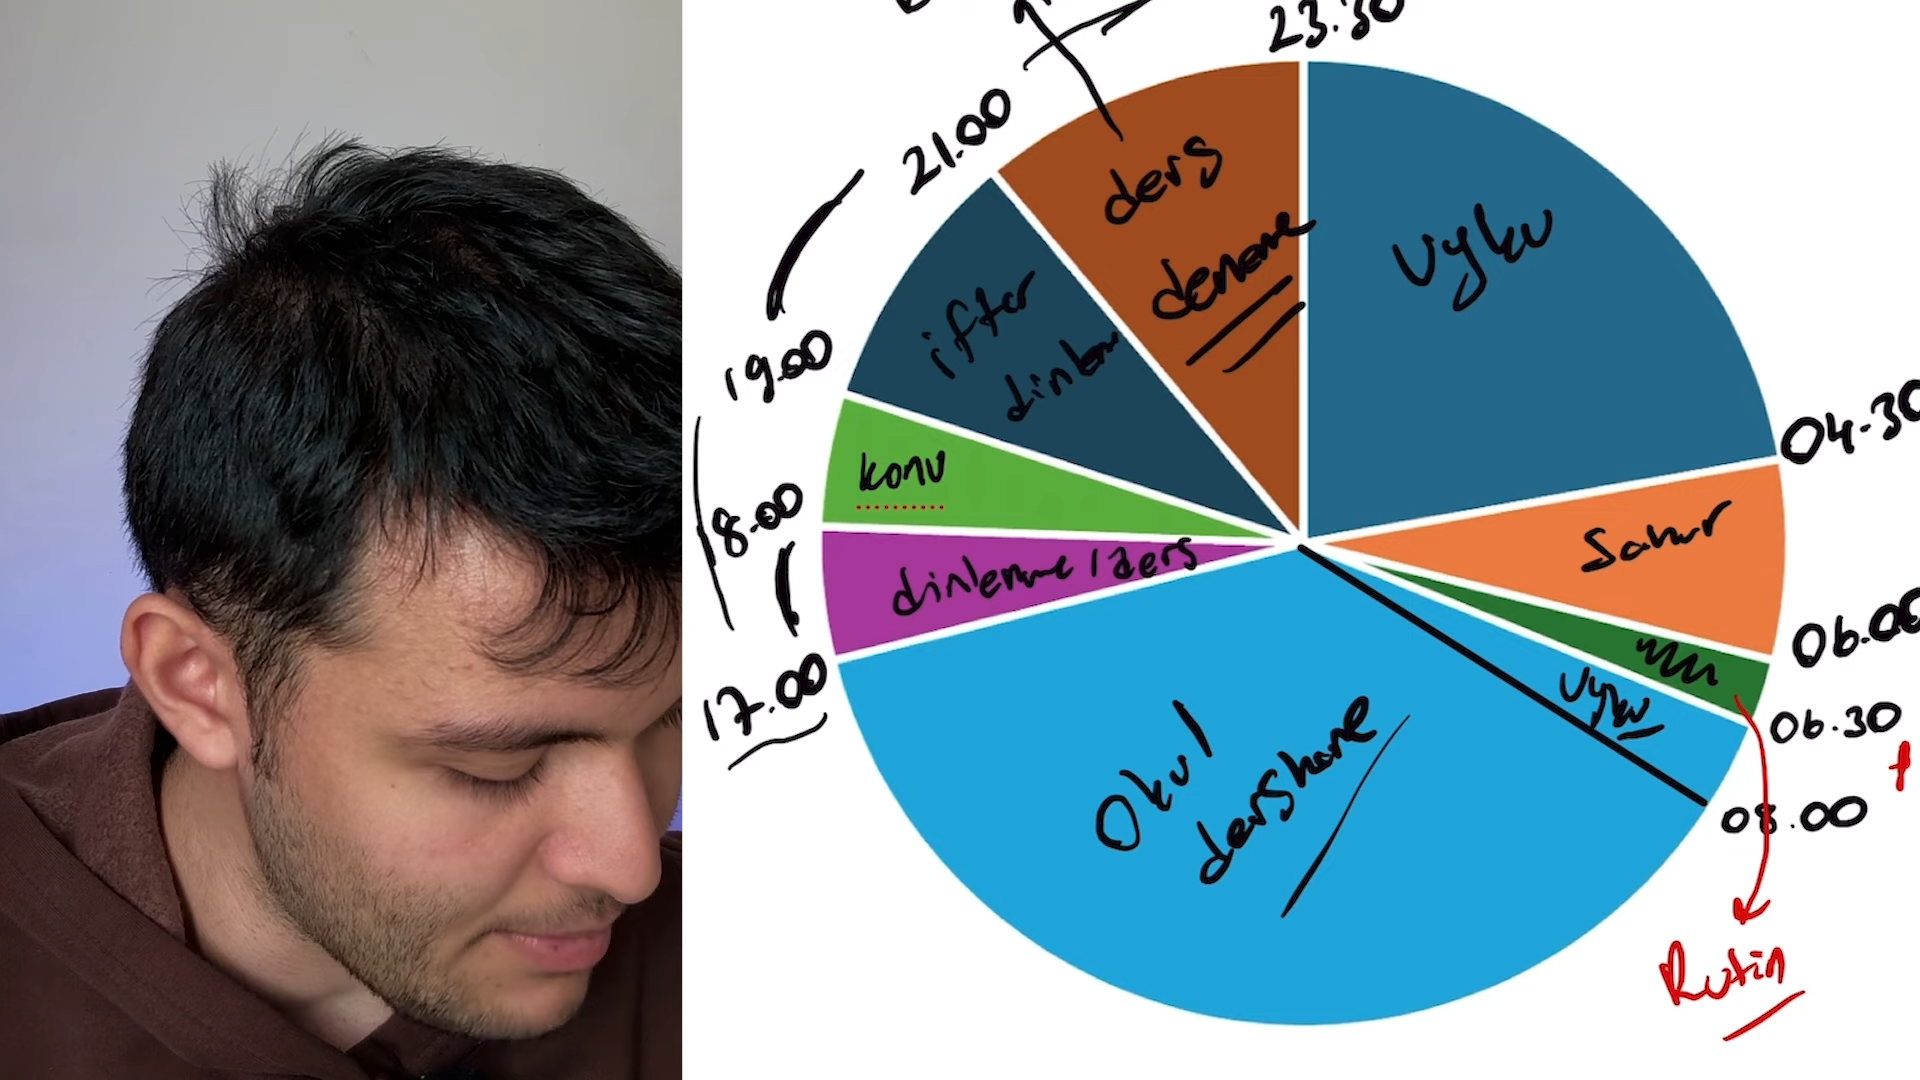 23.30
21.00
ders
deneme
uyku
iftar
dinlen
19.00
04.30
konu
Sahur
18.00
dinlenme / ders
06.00
17.00
uyku
06.30
Okul
dershane
08.00
Rutin